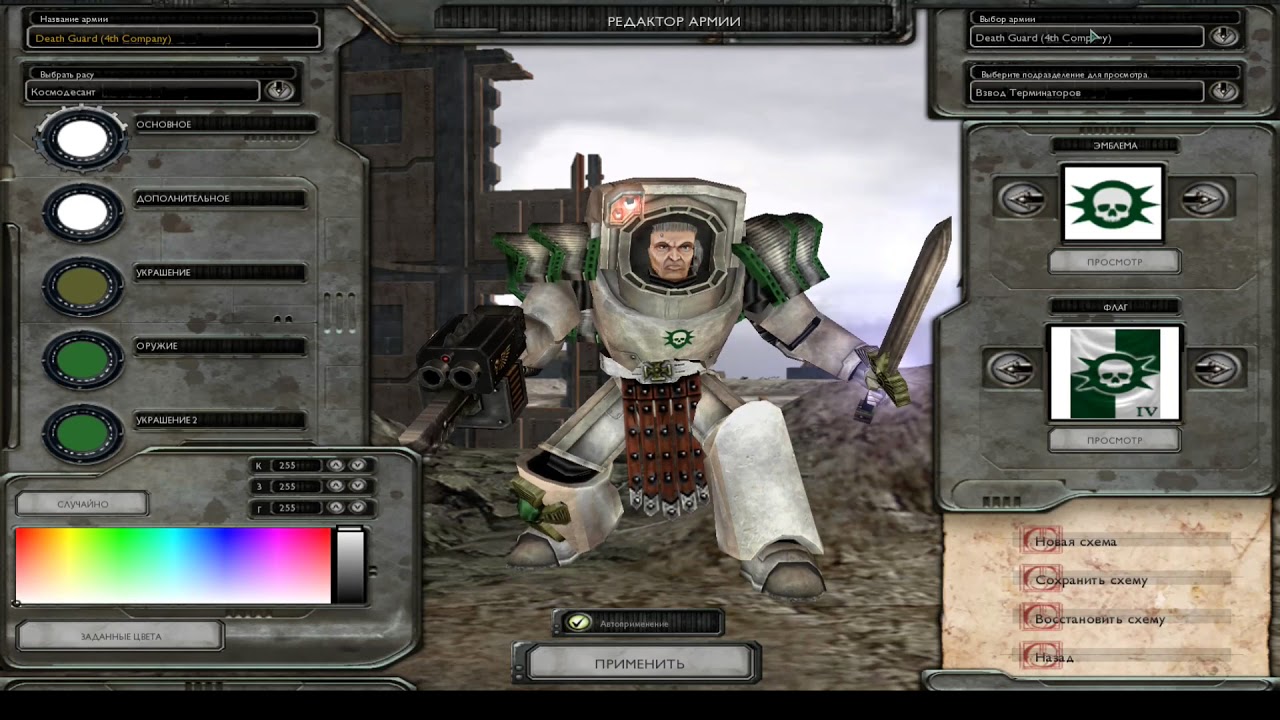 РЕДАКТОР АРМИИ
Название армии
Death Guard (4th Company)
Выбрать расу
Космодесант
ОСНОВНОЕ
ДОПОЛНИТЕЛЬНОЕ
УКРАШЕНИЕ
ОРУЖИЕ
УКРАШЕНИЕ 2
К 255
З 255
Г 255
СЛУЧАЙНО
ЗАДАННЫЕ ЦВЕТА
Автоприменение
ПРИМЕНИТЬ
Выбор армии
Death Guard (4th Company)
Выберите подразделение для просмотра
Взвод Терминаторов
ЭМБЛЕМА
ПРОСМОТР
ФЛАГ
IV
ПРОСМОТР
Новая схема
Сохранить схему
Восстановить схему
Назад